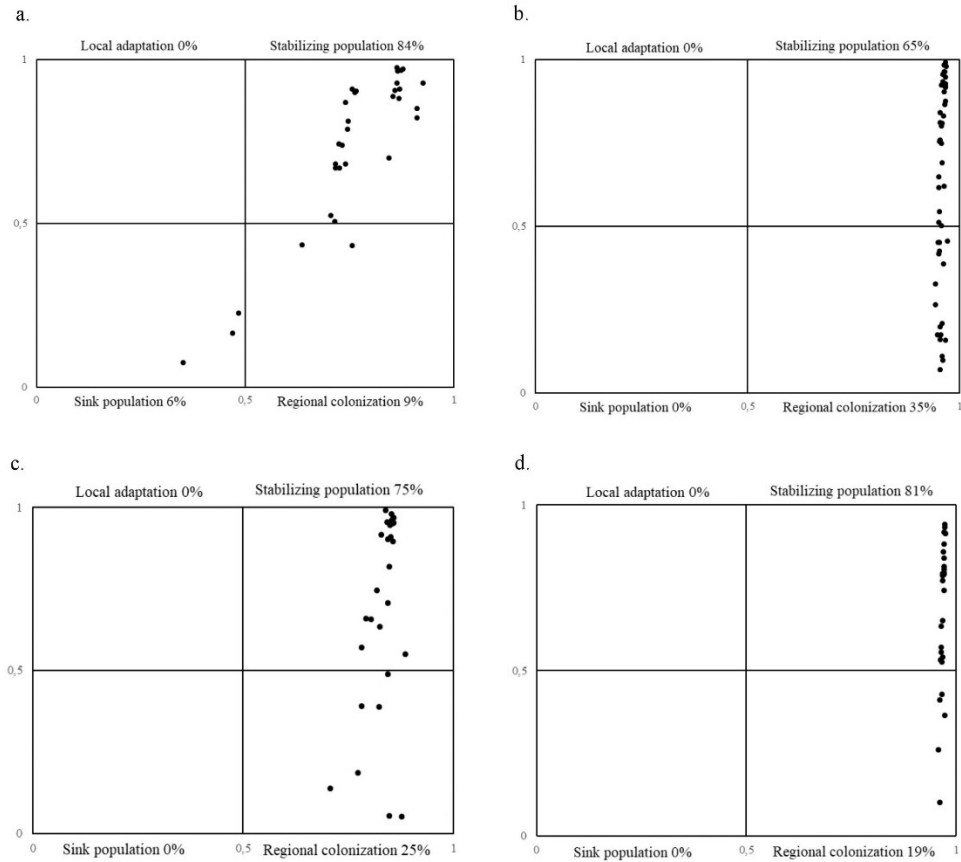 a.
Local adaptation 0% Stabilizing population 84%
1
0,5
0
0 0,5 1
Sink population 6% Regional colonization 9%
b.
Local adaptation 0% Stabilizing population 65%
1
0,5
0
0 0,5 1
Sink population 0% Regional colonization 35%
c.
Local adaptation 0% Stabilizing population 75%
1
0,5
0
0 0,5 1
Sink population 0% Regional colonization 25%
d.
Local adaptation 0% Stabilizing population 81%
1
0,5
0
0 0,5 1
Sink population 0% Regional colonization 19%